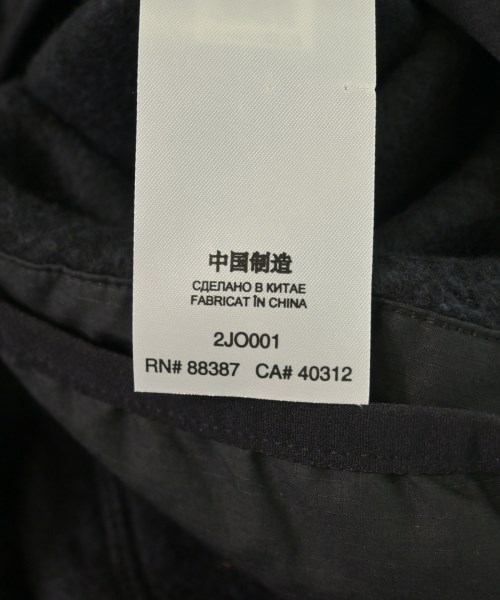 中国制造
СДЕЛАНО В КИТАЕ
FABRICAT ÎN CHINA
2JO001
RN# 88387 CA# 40312